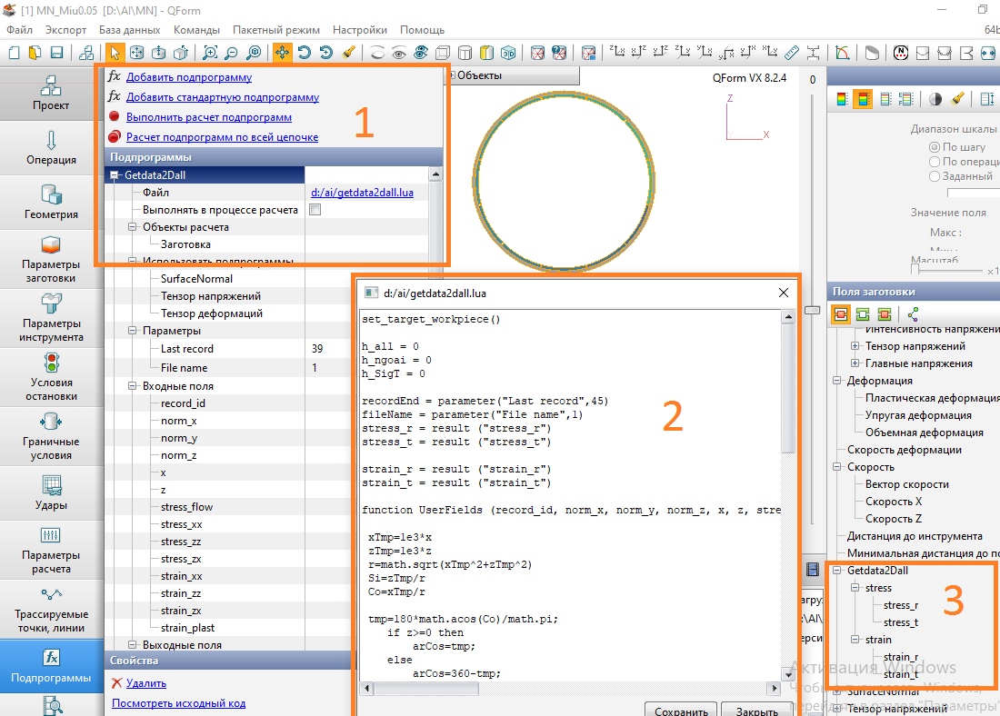 [1] MN_Miu0.05 [D:\AI\MN] - QForm
Файл Экспорт База данных Команды Пакетный режим Настройки Помощь
64b
Проект
Операция
Геометрия
Параметры
заготовки
Параметры
инструмента
Условия
остановки
Граничные
условия
Удары
Параметры
расчета
Трассируемые
точки, линии
Подпрограммы
fx Добавить подпрограмму
fx Добавить стандартную подпрограмму
Выполнить расчет подпрограмм
Расчет подпрограмм по всей цепочке
1
Подпрограммы
Getdata2Dall
Файл d:/ai/getdata2dall.lua
Выполнять в процессе расчета
Объекты расчета
Заготовка
Использовать подпрограммы
SurfaceNormal
Тензор напряжений
Тензор деформаций
Параметры
Last record 39
File name 1
Входные поля
record_id
norm_x
norm_y
norm_z
x
z
stress_flow
stress_xx
stress_zz
stress_zx
strain_xx
strain_zz
strain_zx
strain_plast
Выходные поля
Свойства
Удалить
Посмотреть исходный код
Объекты
QForm VX 8.2.4
Z
X
0
d:/ai/getdata2dall.lua
set_target_workpiece()
h_all = 0
h_ngoai = 0
h_SigT = 0
recordEnd = parameter("Last record",45)
fileName = parameter("File name",1)
stress_r = result ("stress_r")
stress_t = result ("stress_t")
strain_r = result ("strain_r")
strain_t = result ("strain_t")
function UserFields (record_id, norm_x, norm_y, norm_z, x, z, stre
xTmp=1e3*x
zTmp=1e3*z
r=math.sqrt(xTmp^2+zTmp^2)
Si=zTmp/r
Co=xTmp/r
tmp=180*math.acos(Co)/math.pi;
if z>=0 then
arCos=tmp;
else
arCos=360-tmp;
2
Сохранить Закрыть
Диапазон шкалы
По шагу
По операци
Заданный
Значение поля
Макс :
Масштаб
x1
Поля заготовки
Интенсивность напряжений
Тензор напряжений
Главные напряжения
Деформация
Пластическая деформация
Упругая деформация
Объемная деформация
Скорость деформации
Скорость
Вектор скорости
Скорость X
Скорость Z
Дистанция до инструмента
Минимальная дистанция до по
Getdata2Dall
stress
stress_r
stress_t
strain
strain_r
strain_t
3
SurfaceNormal
Тензор напряжений
Активация Windows
Чтобы активировать Windows,
перейдите в раздел "Параметры"